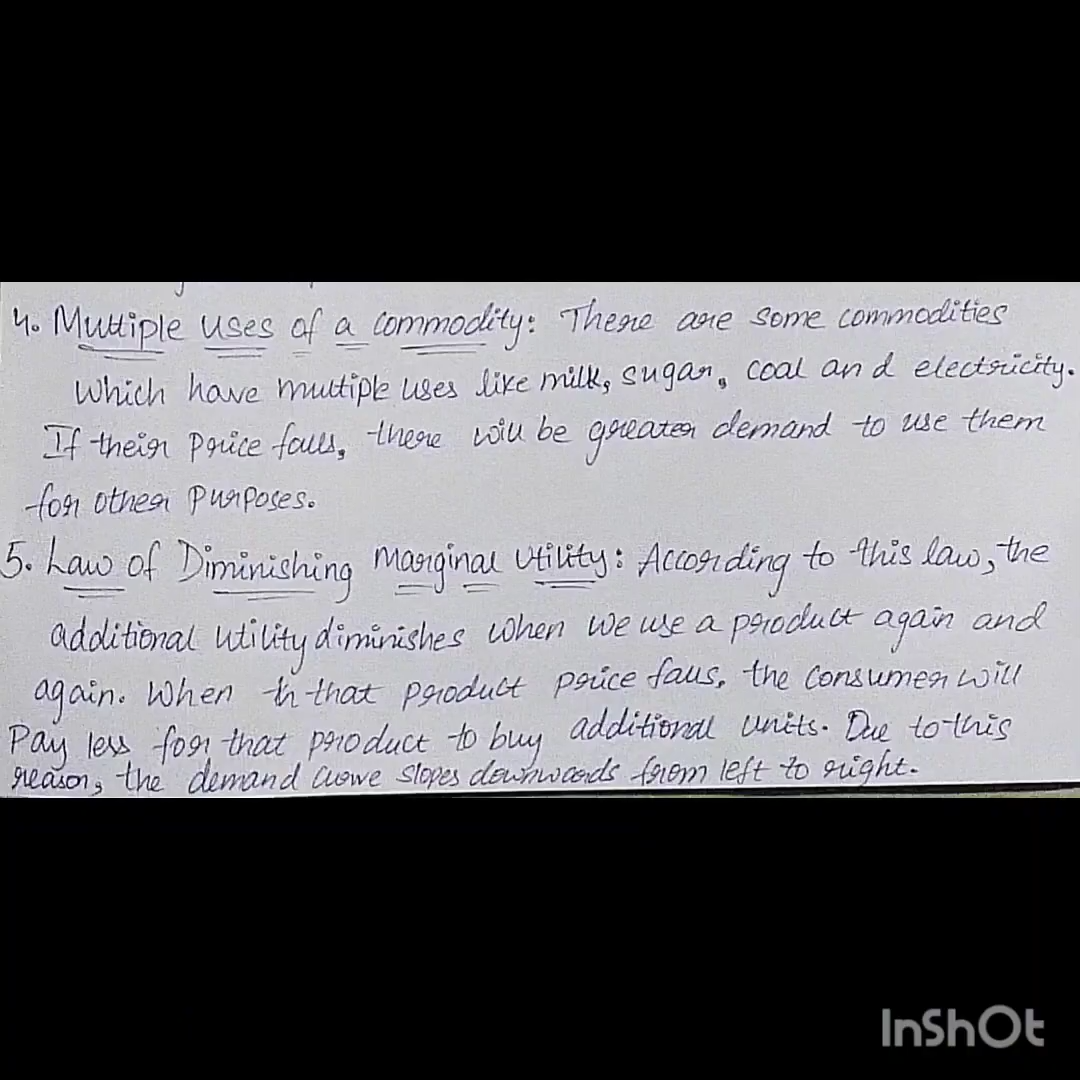 4. Multiple uses of a commodity: There are some commodities
which have multiple uses like milk, sugar, coal and electricity.
If their price falls, there will be greater demand to use them
for other purposes.
5. Law of Diminishing Marginal Utility: According to this law, the
additional utility diminishes when we use a product again and
again. When th that product price falls, the consumer will
Pay less for that product to buy additional units. Due to this
reason, the demand curve slopes downwards from left to right.
InShOt